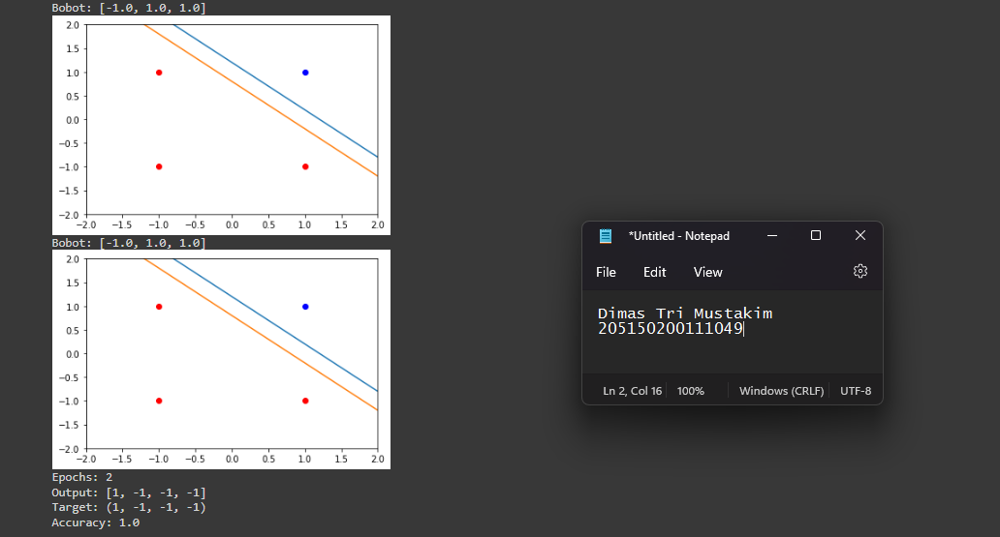 Bobot: [-1.0, 1.0, 1.0]
2.0
1.5
1.0
0.5
0.0
−0.5
−1.0
−1.5
−2.0
−2.0 −1.5 −1.0 −0.5 0.0 0.5 1.0 1.5 2.0
Bobot: [-1.0, 1.0, 1.0]
2.0
1.5
1.0
0.5
0.0
−0.5
−1.0
−1.5
−2.0
−2.0 −1.5 −1.0 −0.5 0.0 0.5 1.0 1.5 2.0
Epochs: 2
Output: [1, -1, -1, -1]
Target: (1, -1, -1, -1)
Accuracy: 1.0
*Untitled - Notepad
File Edit View
Dimas Tri Mustakim
205150200111049
Ln 2, Col 16 100% Windows (CRLF) UTF-8